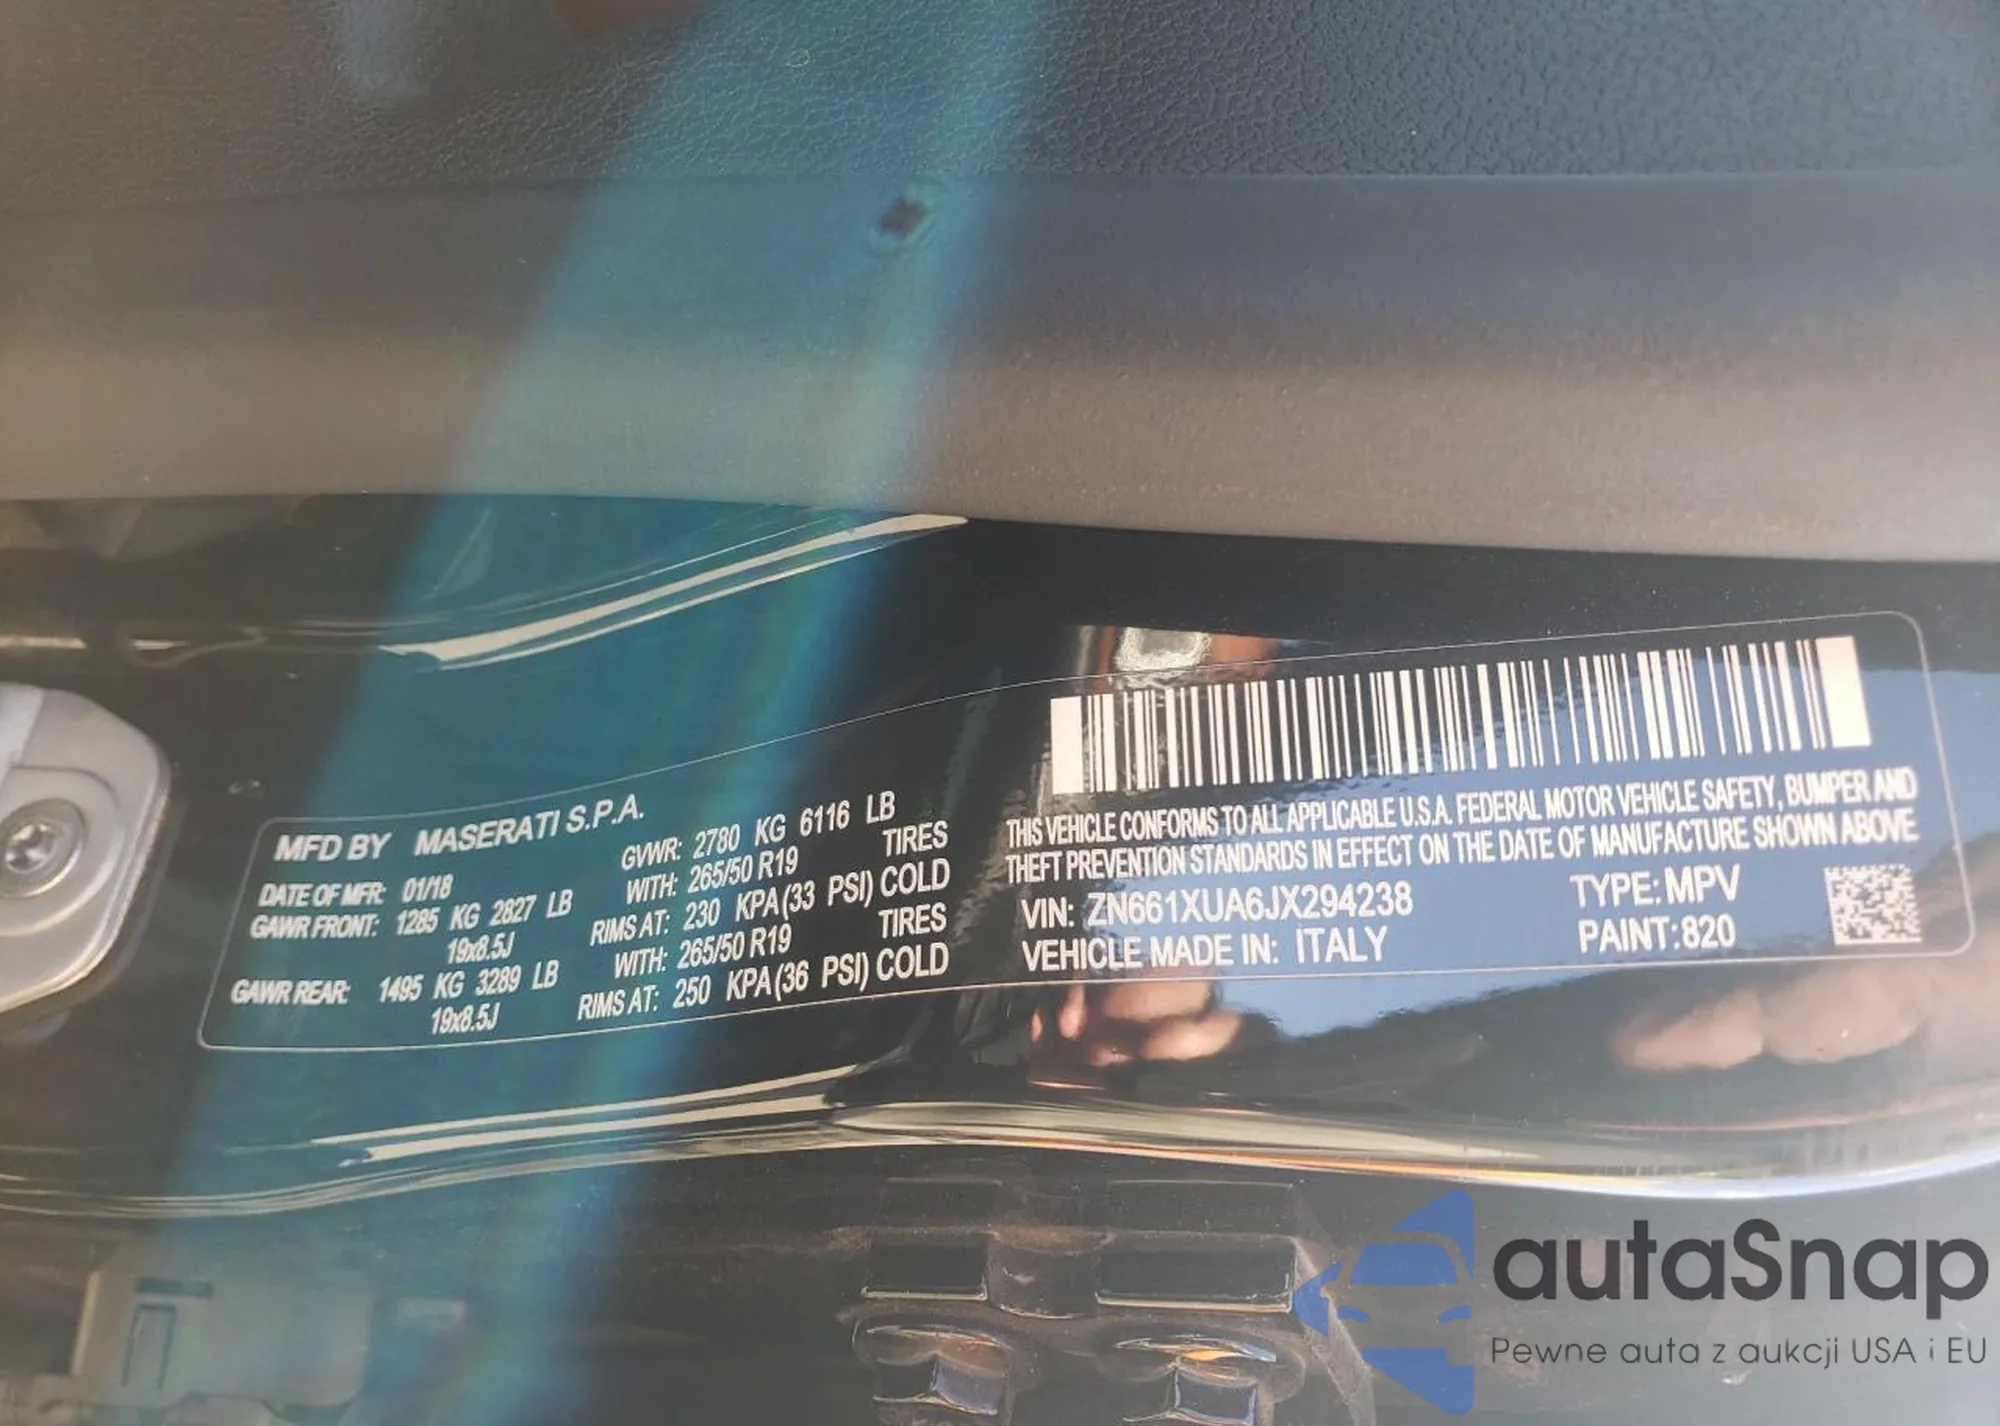 MFD BY MASERATI S.P.A.
DATE OF MFR: 01/18 GVWR: 2780 KG 6116 LB
GAWR FRONT: 1285 KG 2827 LB WITH: 265/50 R19 TIRES
19x8.5J RIMS AT: 230 KPA(33 PSI) COLD
GAWR REAR: 1495 KG 3289 LB WITH: 265/50 R19 TIRES
19x8.5J RIMS AT: 250 KPA(36 PSI) COLD
THIS VEHICLE CONFORMS TO ALL APPLICABLE U.S.A. FEDERAL MOTOR VEHICLE SAFETY, BUMPER AND
THEFT PREVENTION STANDARDS IN EFFECT ON THE DATE OF MANUFACTURE SHOWN ABOVE
VIN: ZN661XUA6JX294238 TYPE: MPV
VEHICLE MADE IN: ITALY PAINT:820
autaSnap
Pewne auta z aukcji USA i EU